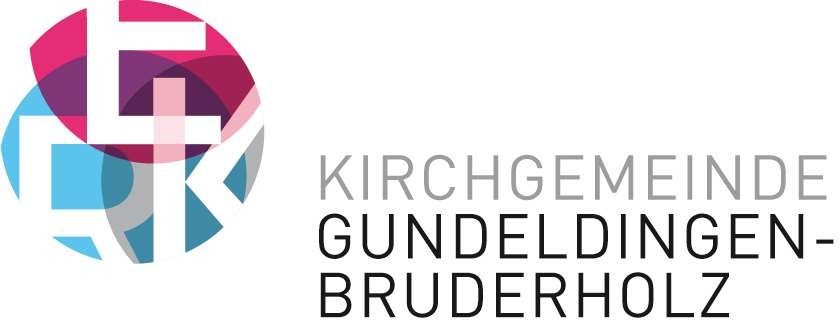 E
R K
KIRCHGEMEINDE
GUNDELDINGEN-
BRUDERHOLZ